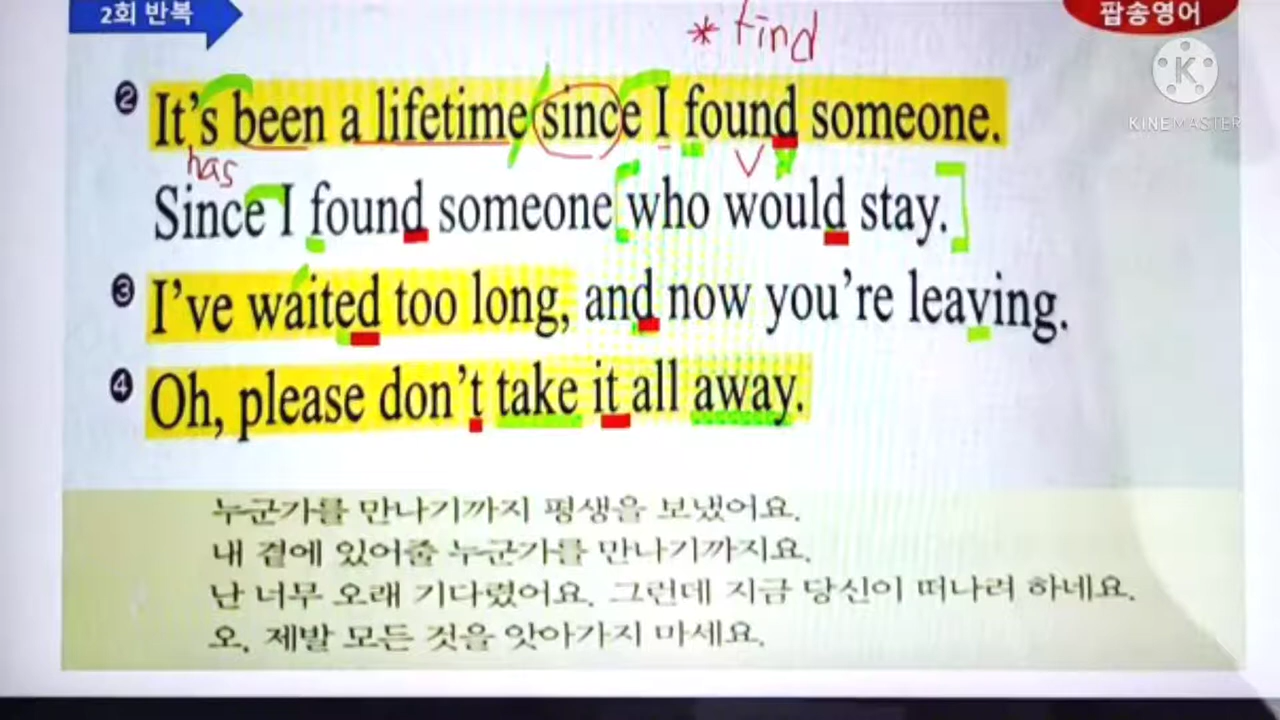 2회 반복
팝송영어
* find
KINEMASTER
❷ It's been a lifetime since I found someone.
has
Since I found someone who would stay.
❸ I've waited too long, and now you're leaving.
❹ Oh, please don't take it all away.
누군가를 만나기까지 평생을 보냈어요.
내 곁에 있어줄 누군가를 만나기까지요.
난 너무 오래 기다렸어요. 그런데 지금 당신이 떠나려 하네요.
오, 제발 모든 것을 앗아가지 마세요.